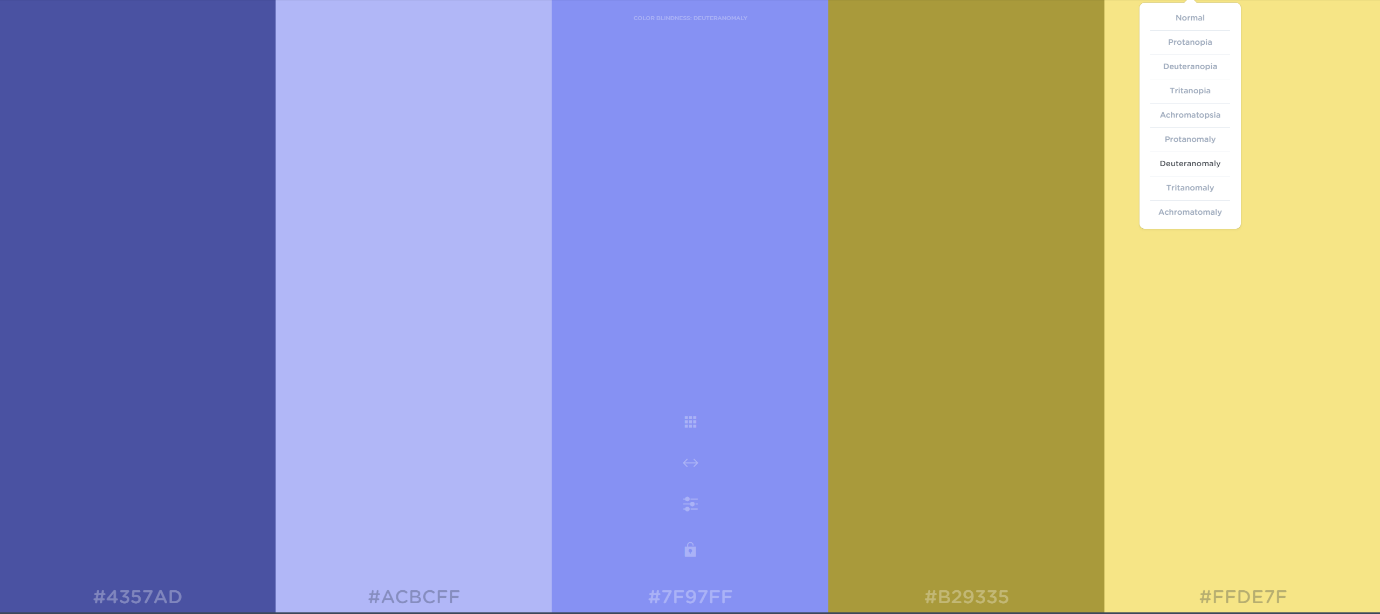 COLOR BLINDNESS: DEUTERANOMALY
Normal
Protanopia
Deuteranopia
Tritanopia
Achromatopsia
Protanomaly
Deuteranomaly
Tritanomaly
Achromatomaly
#4357AD
#ACBCFF
#7F97FF
#B29335
#FFDE7F